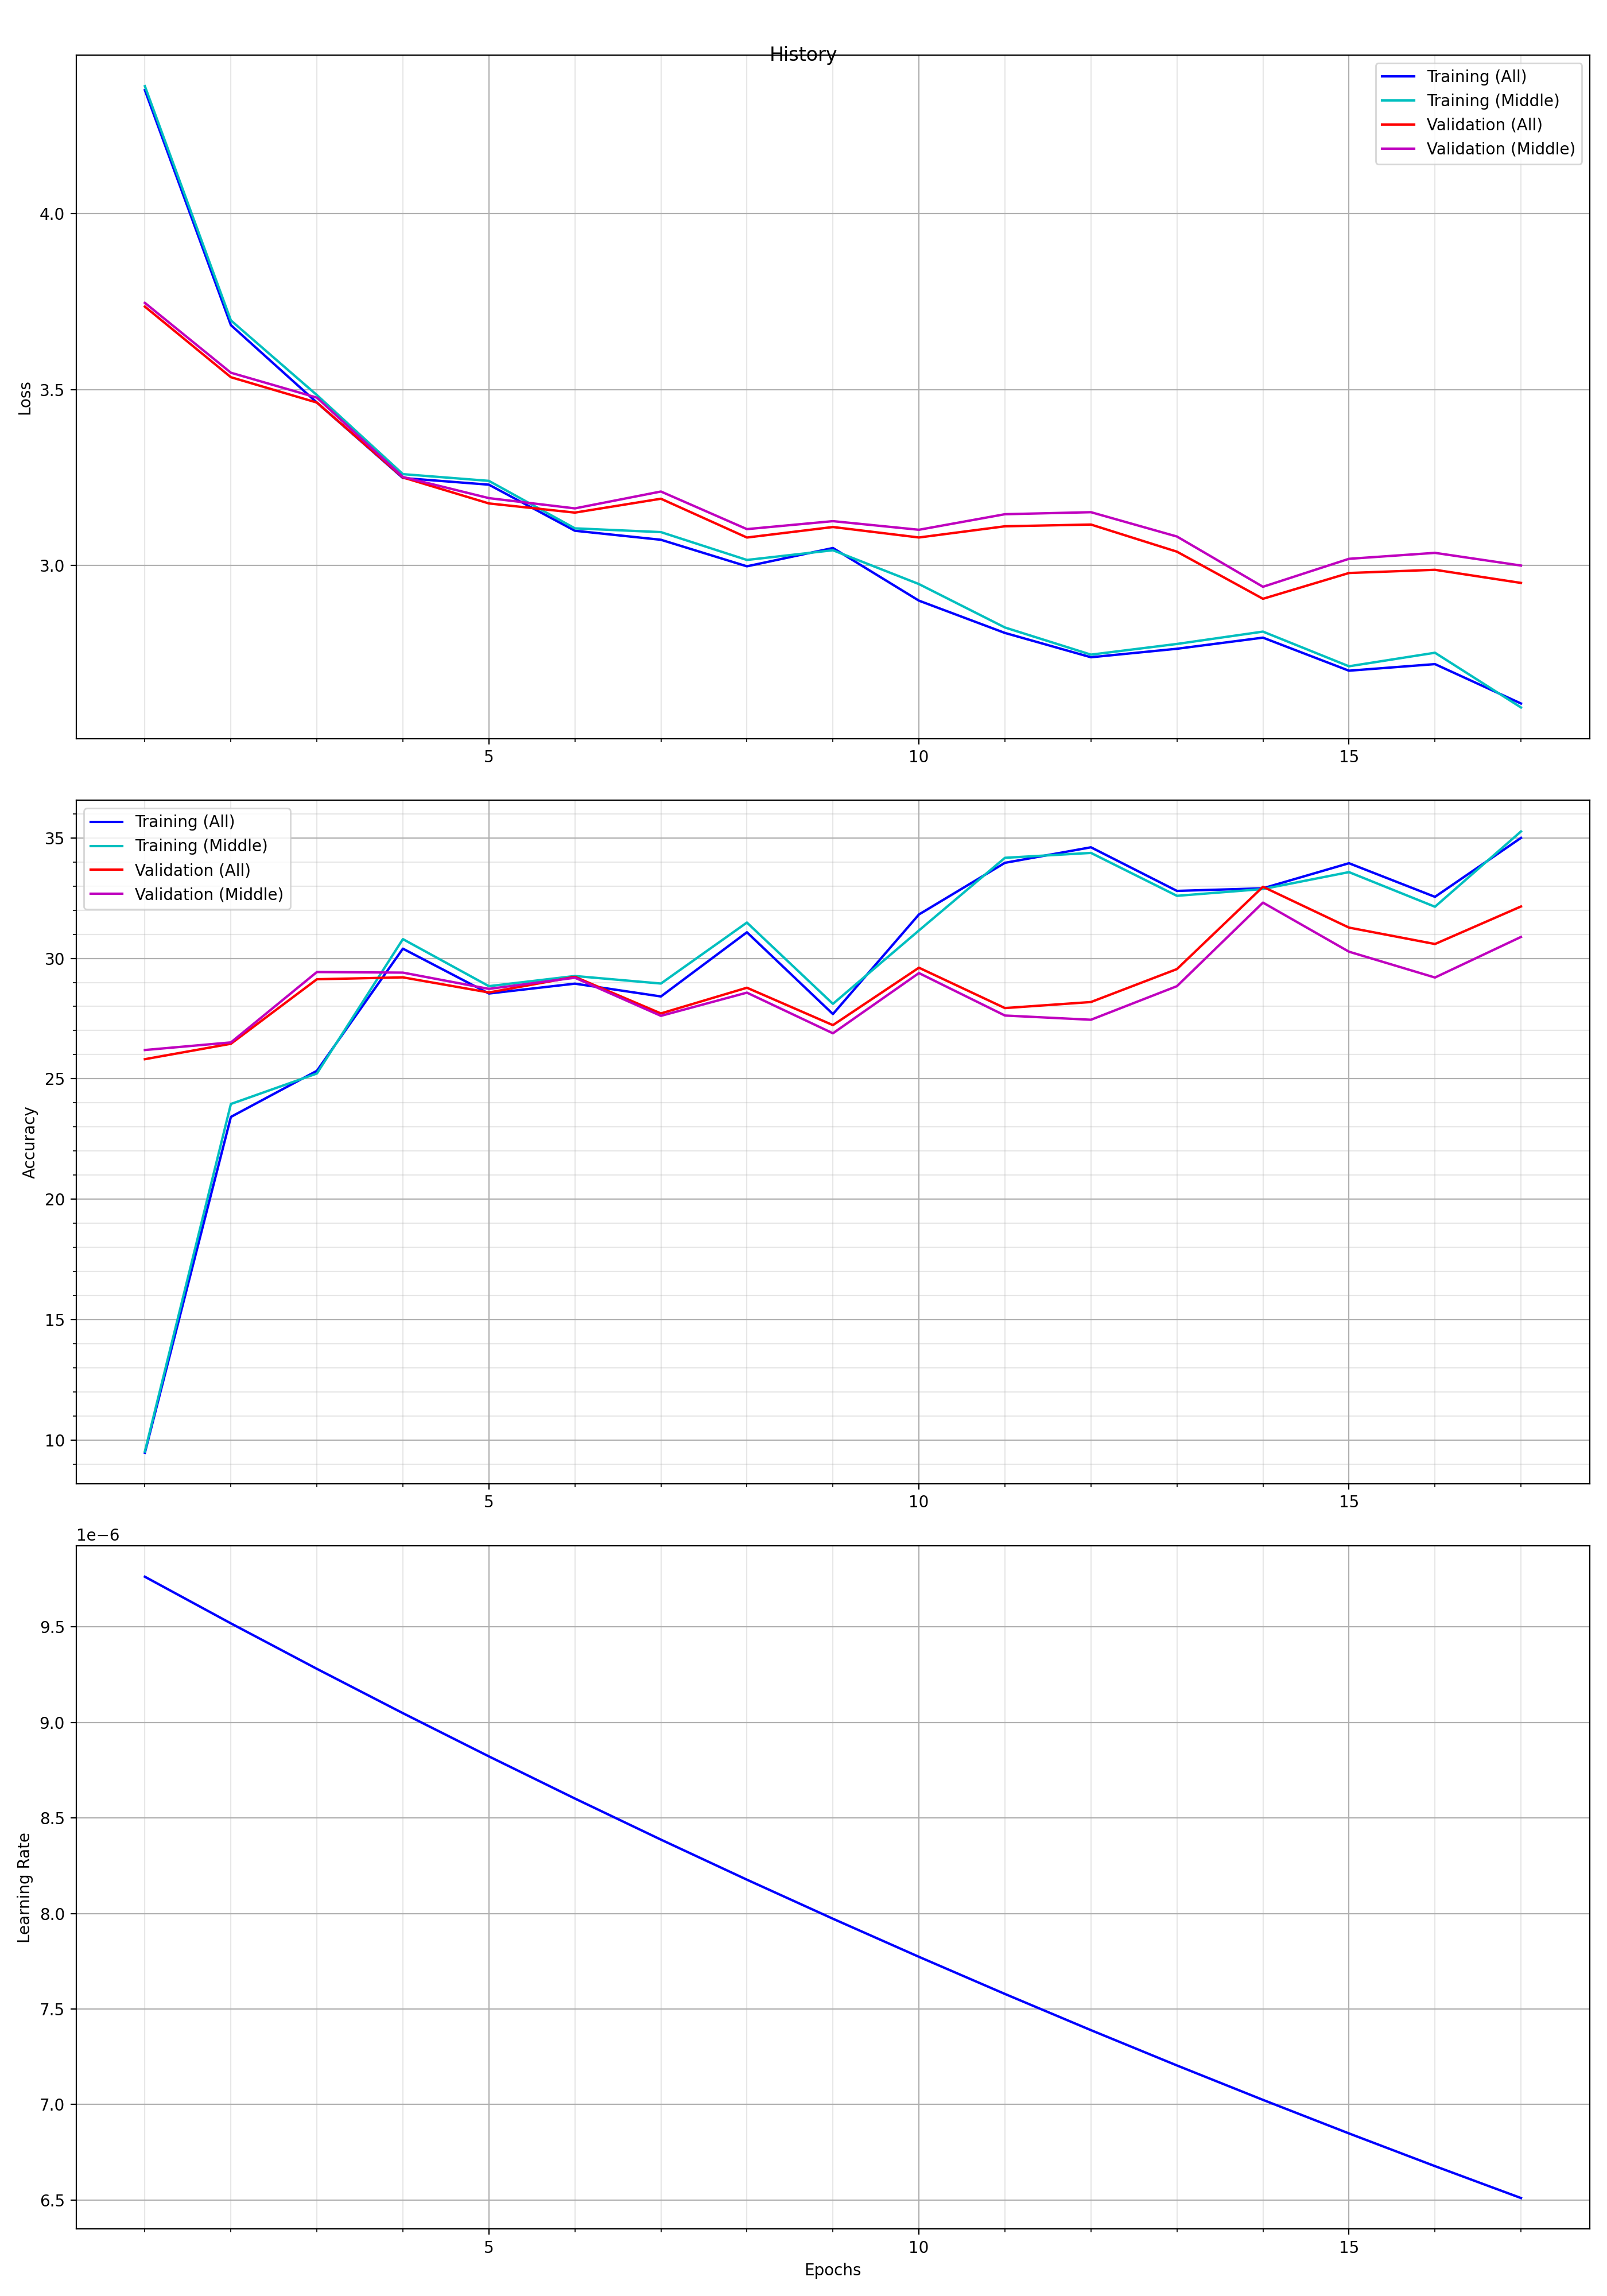 History
Training (All)
Training (Middle)
Validation (All)
Validation (Middle)
4.0
3.5
3.0
Loss
5 10 15
Training (All)
Training (Middle)
Validation (All)
Validation (Middle)
35
30
25
20
15
10
Accuracy
5 10 15
1e−6
9.5
9.0
8.5
8.0
7.5
7.0
6.5
Learning Rate
5 10 15
Epochs